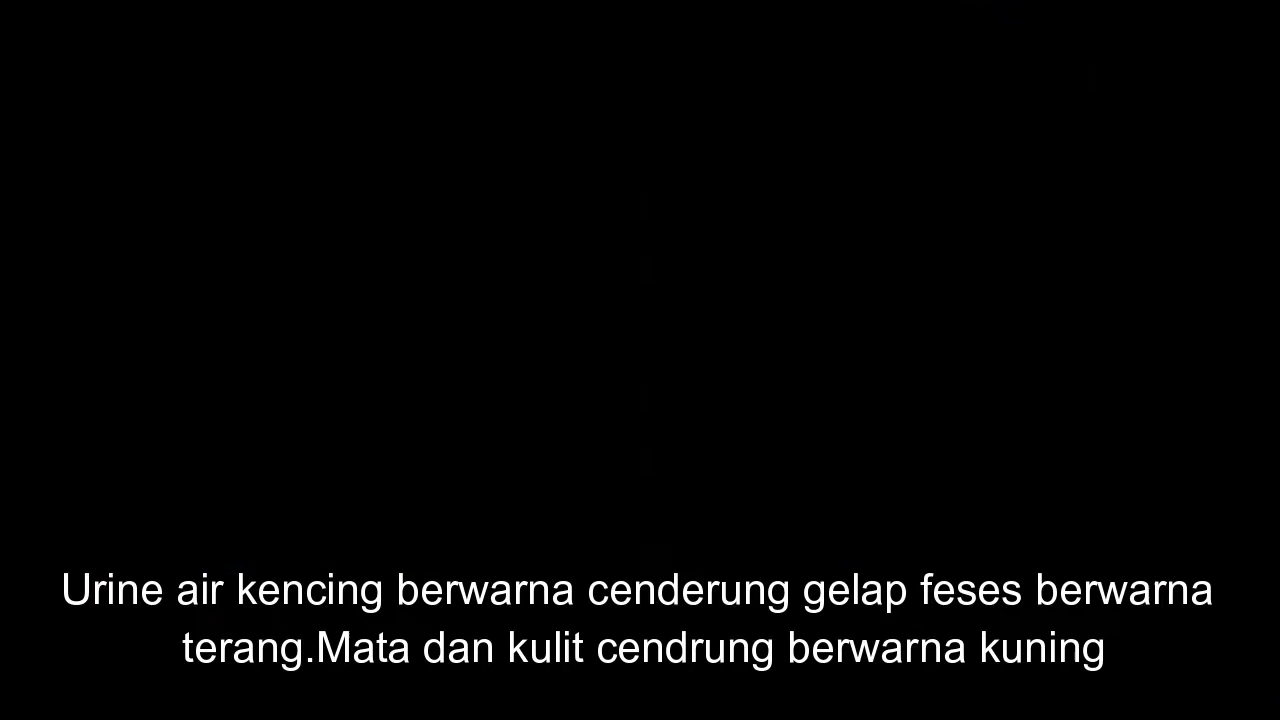 Urine air kencing berwarna cenderung gelap feses berwarna
terang.Mata dan kulit cendrung berwarna kuning